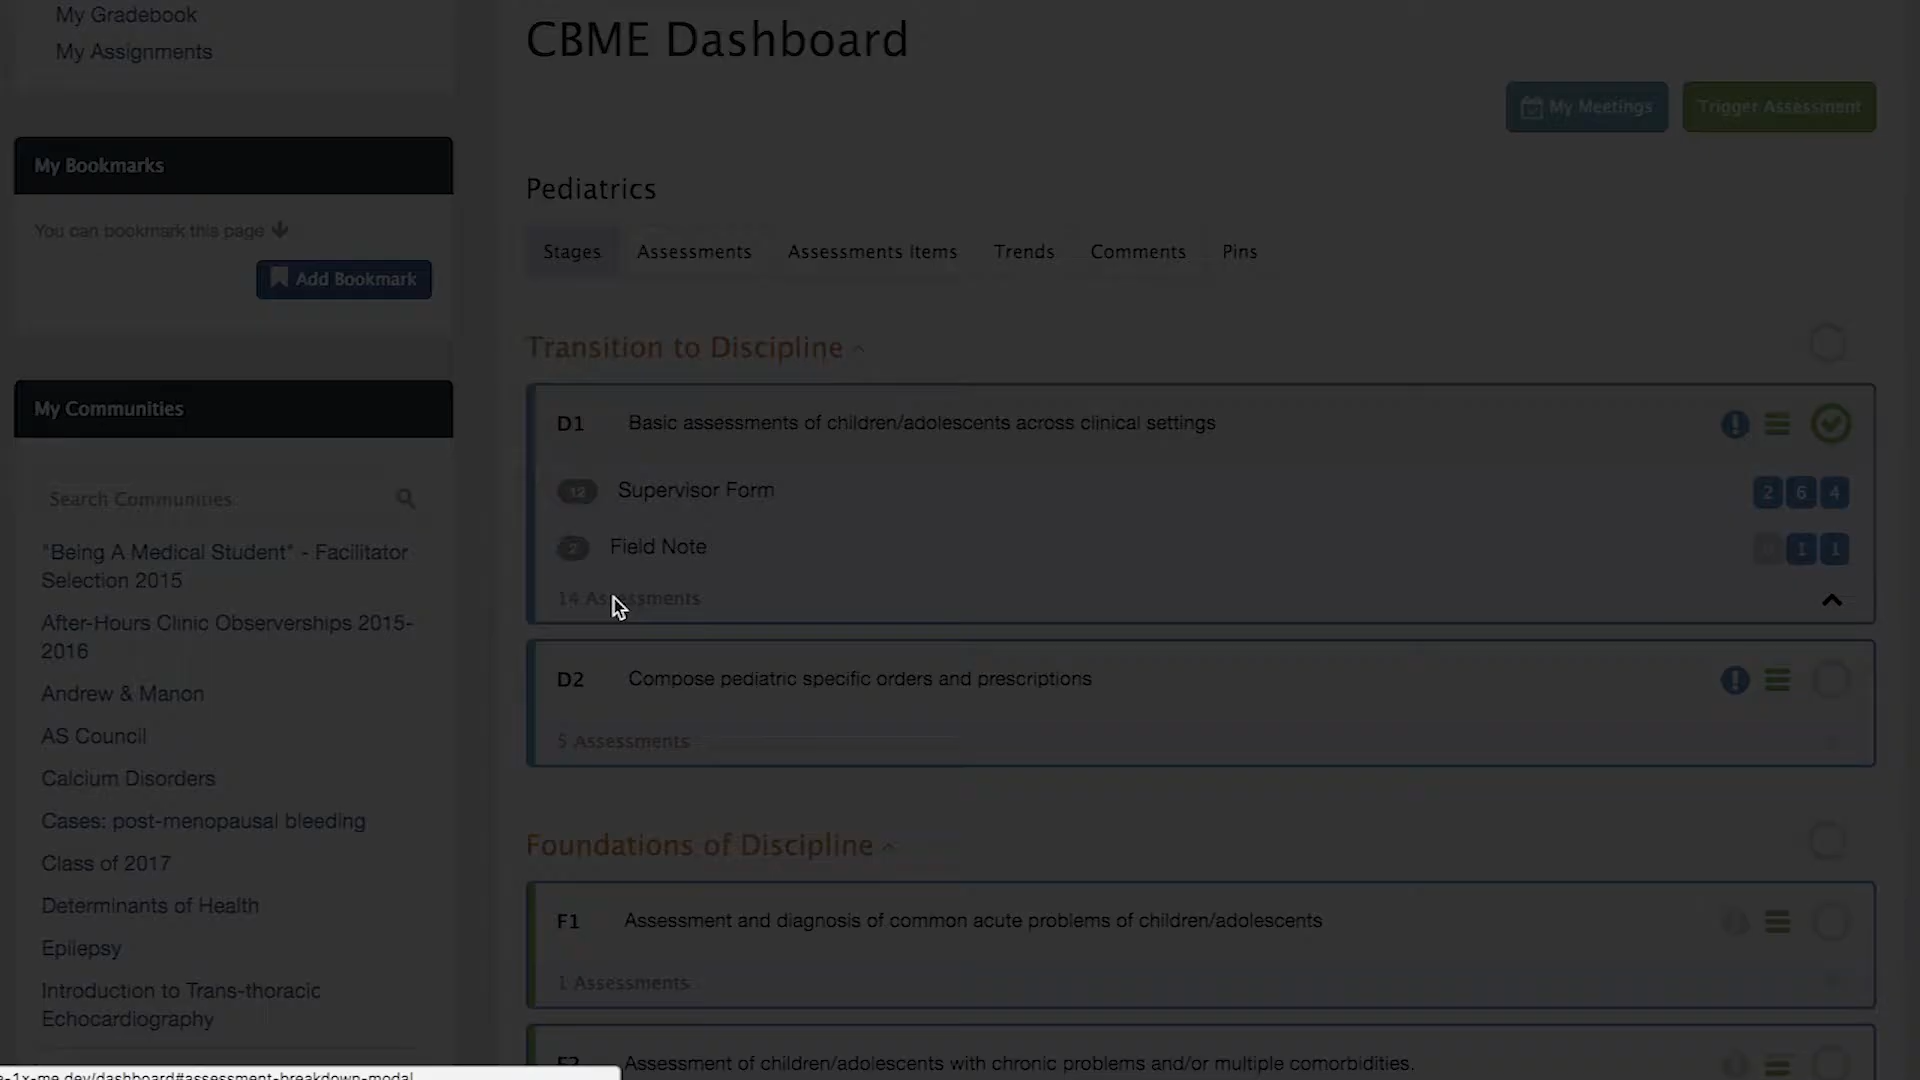 My Gradebook
My Assignments
My Bookmarks
You can bookmark this page
Add Bookmark
My Communities
Search Communities
"Being A Medical Student" - Facilitator
Selection 2015
After-Hours Clinic Observerships 2015-
2016
Andrew & Manon
AS Council
Calcium Disorders
Cases: post-menopausal bleeding
Class of 2017
Determinants of Health
Epilepsy
Introduction to Trans-thoracic
Echocardiography
CBME Dashboard
My Meetings
Trigger Assessment
Pediatrics
Stages Assessments Assessments Items Trends Comments Pins
Transition to Discipline
D1 Basic assessments of children/adolescents across clinical settings
12 Supervisor Form 2 6 4
2 Field Note 0 1 1
14 Assessments
D2 Compose pediatric specific orders and prescriptions
5 Assessments
Foundations of Discipline
F1 Assessment and diagnosis of common acute problems of children/adolescents
1 Assessments
F2 Assessment of children/adolescents with chronic problems and/or multiple comorbidities.
e-1x-me.dev/dashboard#assessment-breakdown-modal